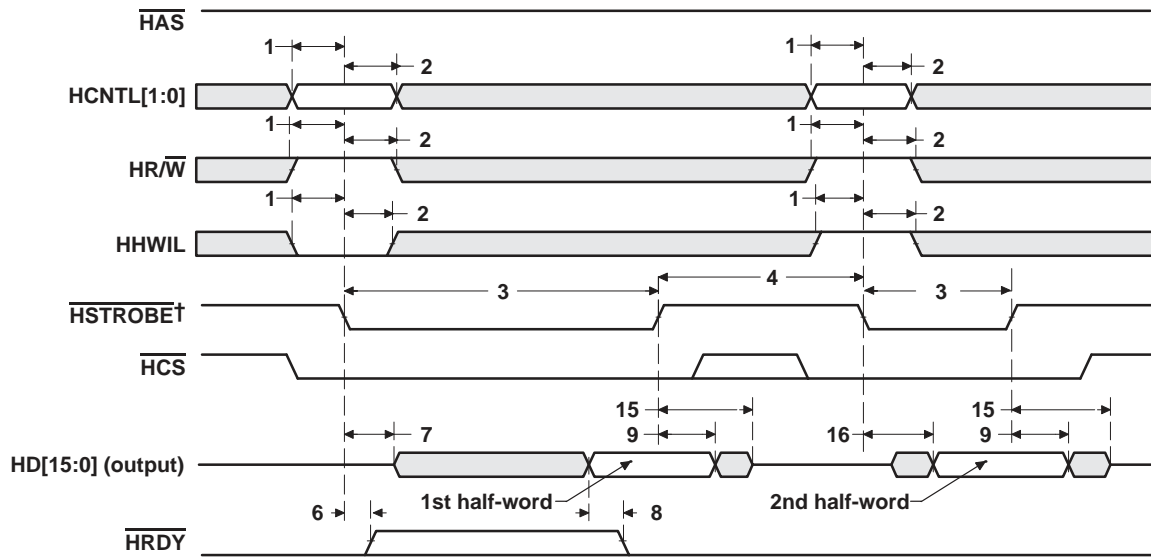 HAS
1 1
2 2
HCNTL[1:0]
1 1
2 2
HR/W
1 1
2 2
HHWIL
4
3 3
HSTROBE†
HCS
15 15
7 9 16 9
HD[15:0] (output)
1st half-word 2nd half-word
6 8
HRDY